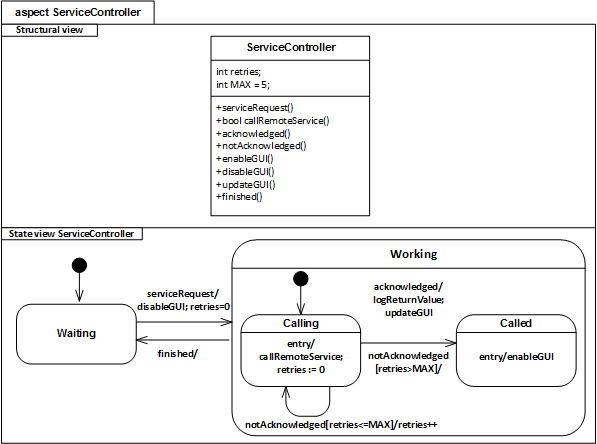 aspect ServiceController
Structural view
ServiceController
int retries;
int MAX = 5;
+serviceRequest()
+bool callRemoteService()
+acknowledged()
+notAcknowledged()
+enableGUI()
+disableGUI()
+updateGUI()
+finished()
State view ServiceController
Working
Waiting
serviceRequest/
disableGUI; retries=0
finished/
Calling
entry/
callRemoteService;
retries := 0
acknowledged/
logReturnValue;
updateGUI
notAcknowledged
[retries>MAX]/
Called
entry/enableGUI
notAcknowledged[retries<=MAX]/retries++